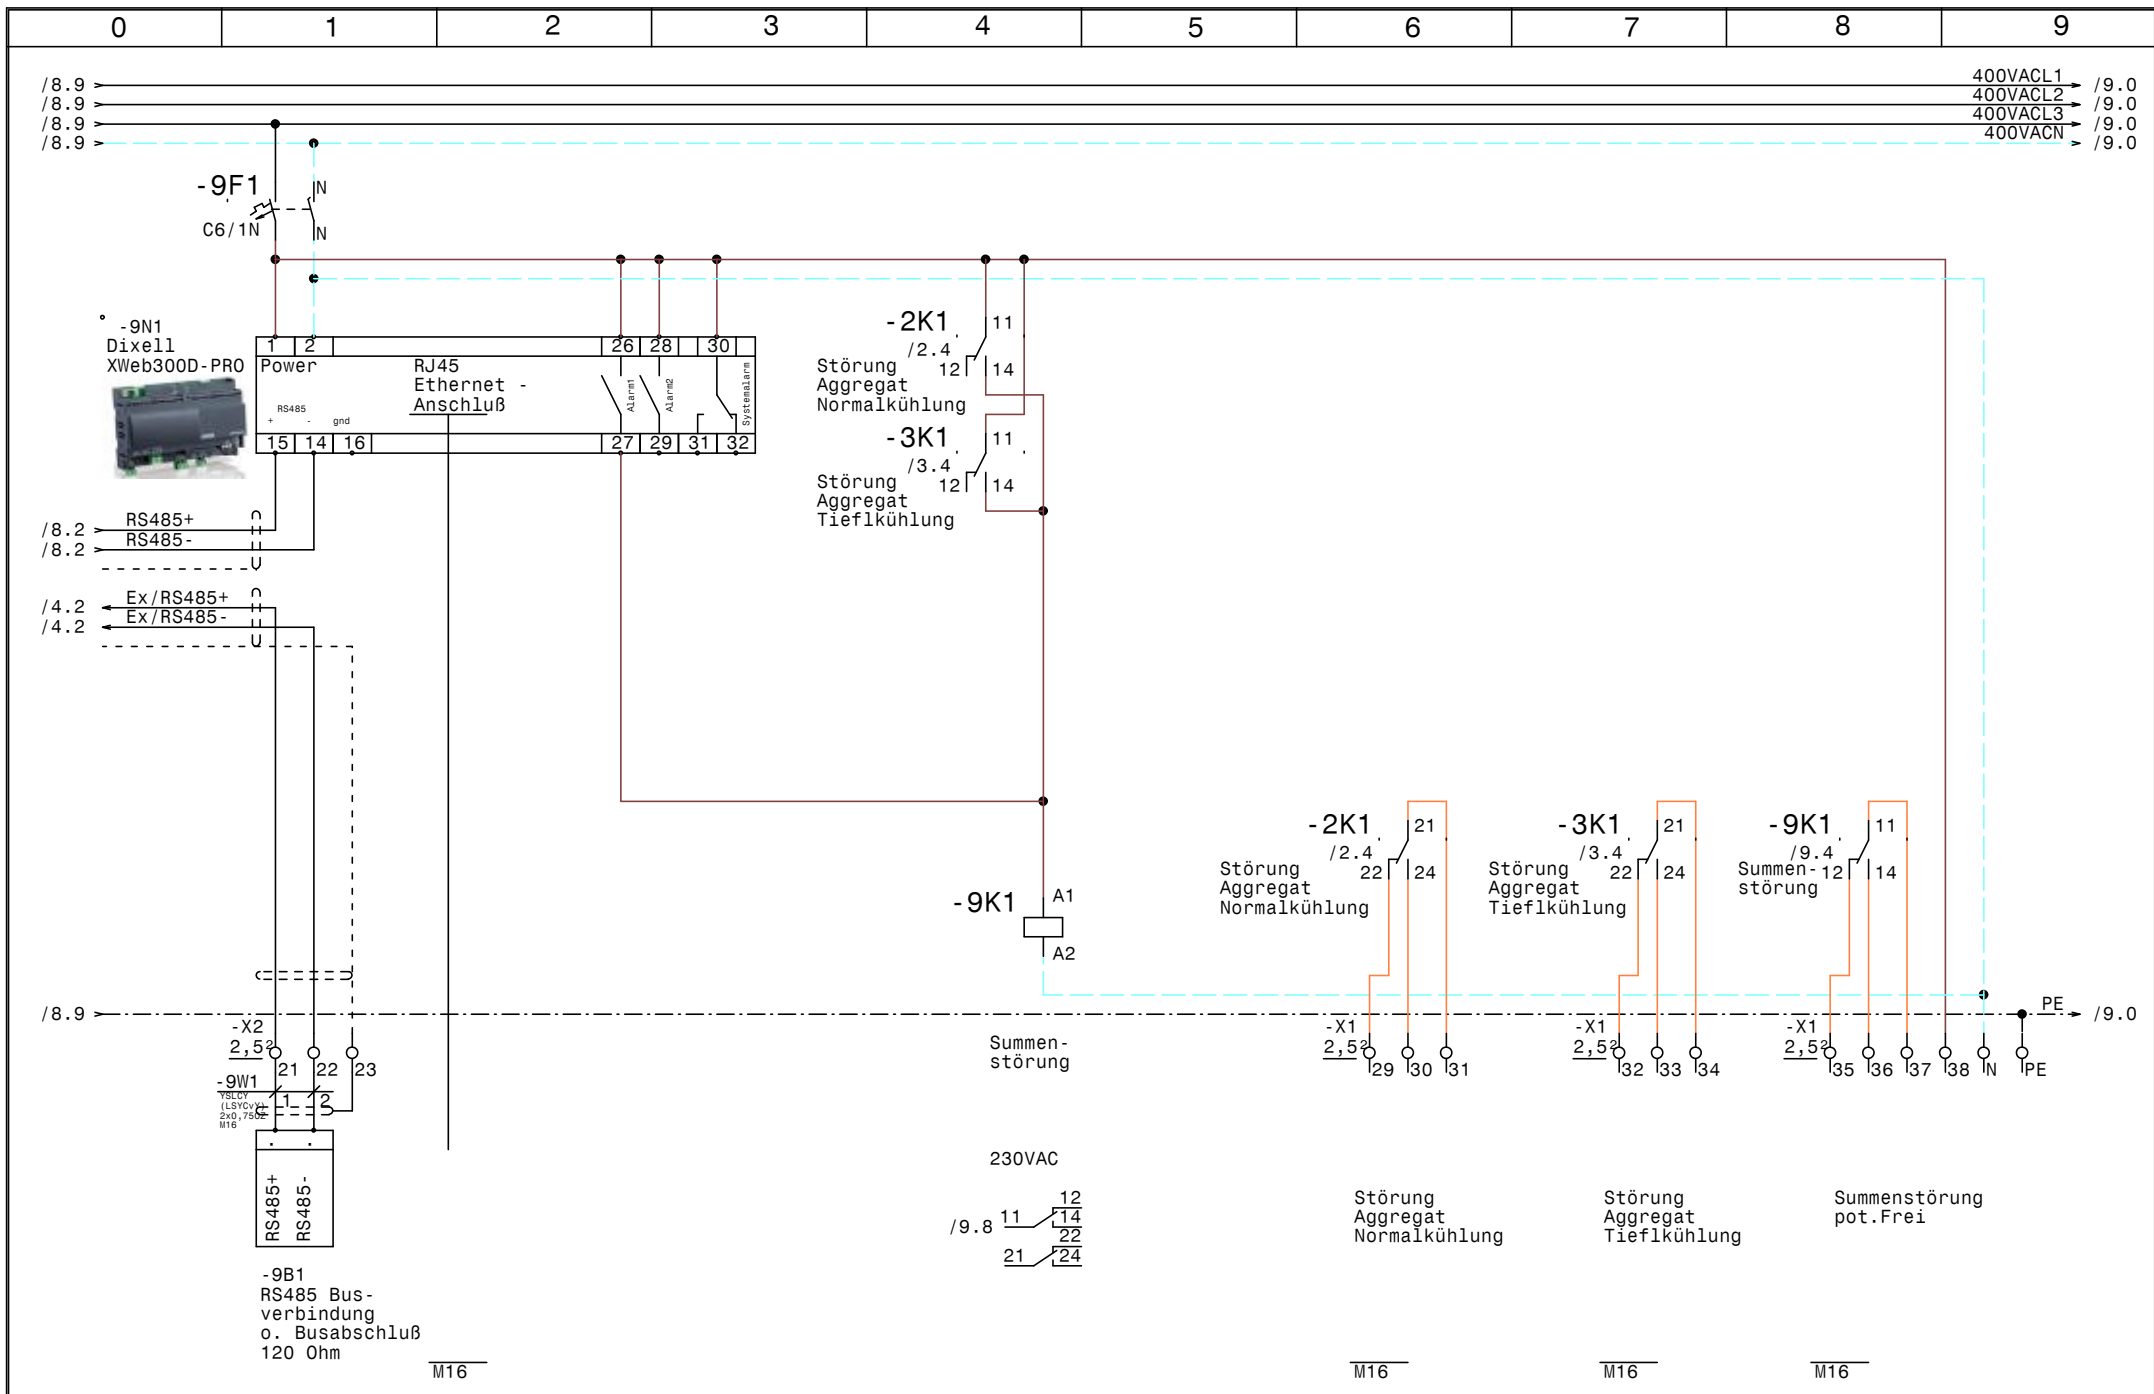 0 1 2 3 4 5 6 7 8 9
/8.9 400VACL1 /9.0
/8.9 400VACL2 /9.0
/8.9 400VACL3 /9.0
/8.9 400VACN /9.0
-9F1 N
C6/1N N
-9N1
Dixell
XWeb300D-PRO
1 2 26 28 30
Power
RJ45
Ethernet -
Anschluß
Alarm1
Alarm2
Systemalarm
RS485
+ - gnd
15 14 16 27 29 31 32
-2K1 11
/2.4
12 14
Störung
Aggregat
Normalkühlung
-3K1 11
/3.4
12 14
Störung
Aggregat
Tieflkühlung
/8.2 RS485+
/8.2 RS485-
/4.2 Ex/RS485+
/4.2 Ex/RS485-
-9K1 A1
A2
-2K1 21
/2.4
22 24
Störung
Aggregat
Normalkühlung
-3K1 21
/3.4
22 24
Störung
Aggregat
Tieflkühlung
-9K1 11
/9.4
12 14
Summen-
störung
/8.9 PE /9.0
-X2
2,5²
21 22 23
-9W1
YSLCY
(LSYCvY)
2x0,75OZ
M16
1 2
Summen-
störung
-X1
2,5²
29 30 31
-X1
2,5²
32 33 34
-X1
2,5²
35 36 37 38 N PE
RS485+
RS485-
-9B1
RS485 Bus-
verbindung
o. Busabschluß
120 Ohm
230VAC
12
/9.8 11 14
22
21 24
Störung
Aggregat
Normalkühlung
Störung
Aggregat
Tieflkühlung
Summenstörung
pot.Frei
M16 M16 M16 M16